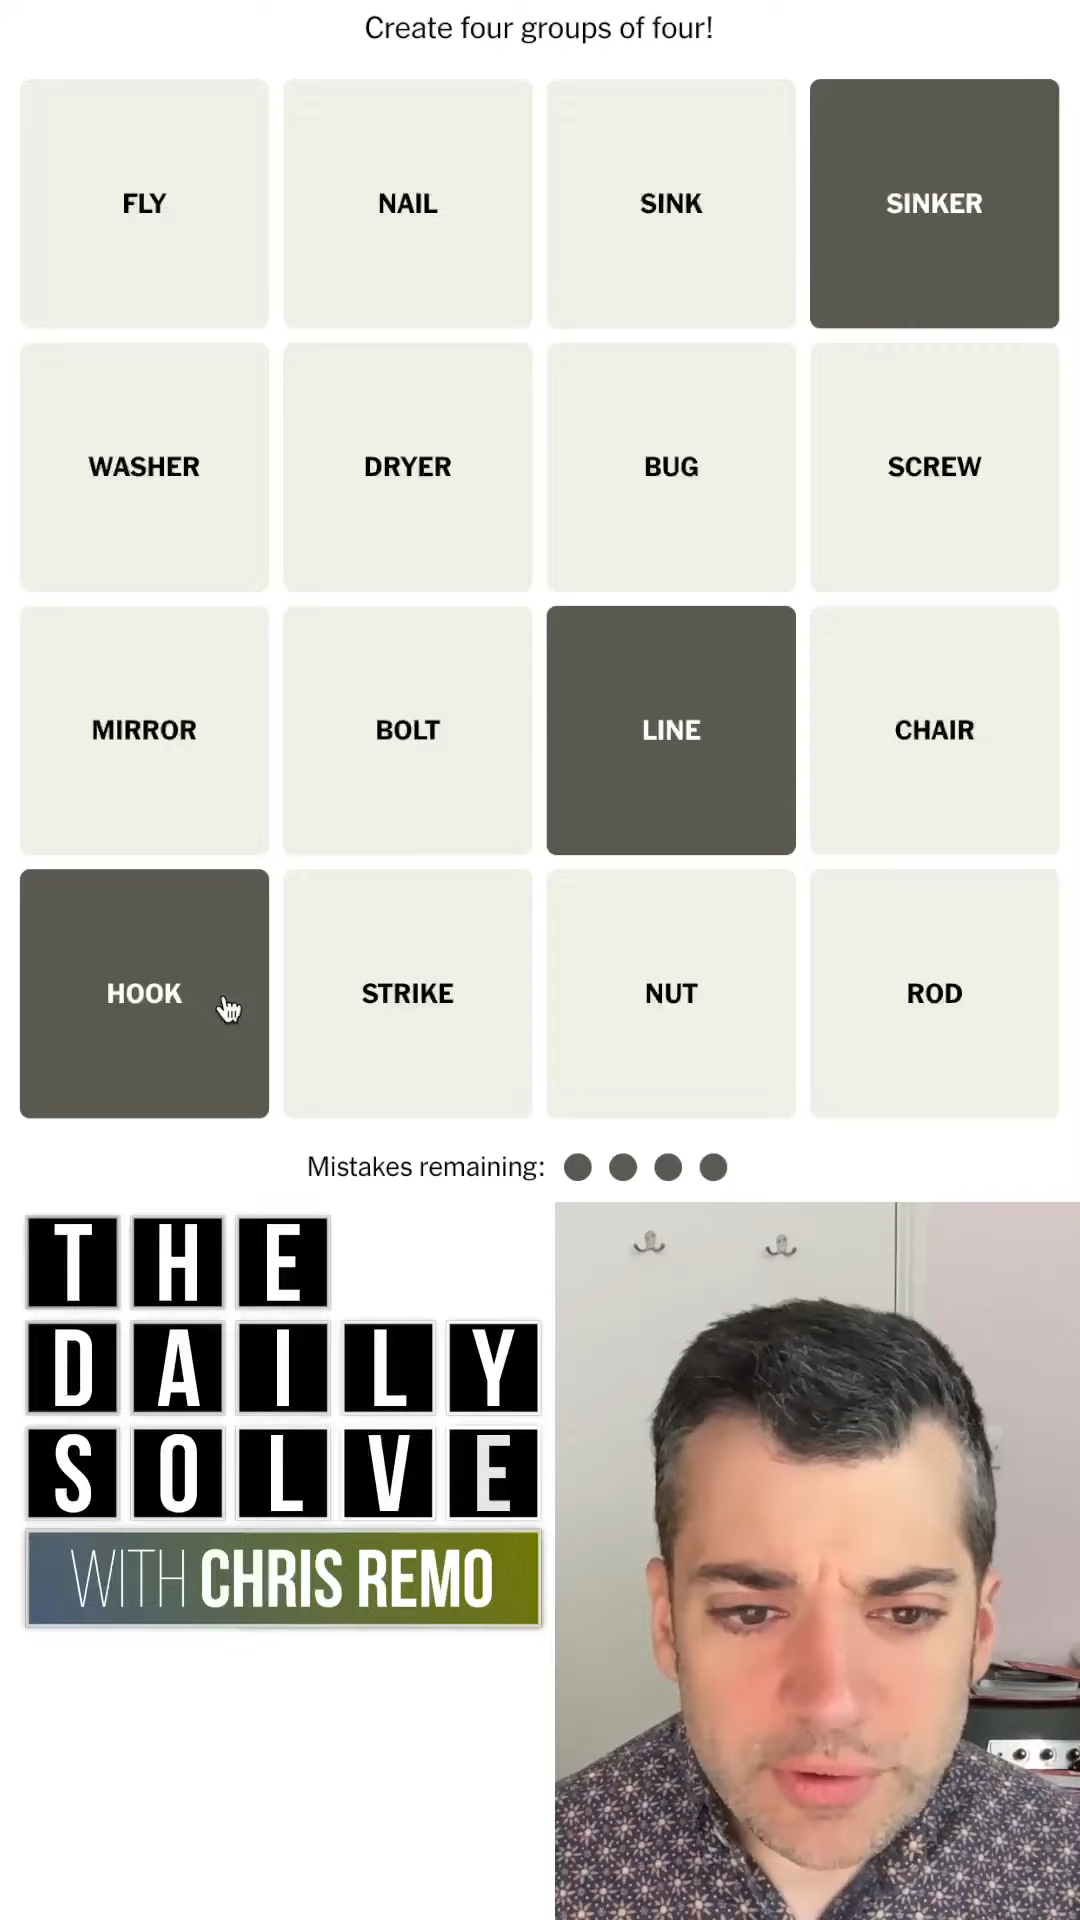 Create four groups of four!
FLY NAIL SINK SINKER
WASHER DRYER BUG SCREW
MIRROR BOLT LINE CHAIR
HOOK STRIKE NUT ROD
Mistakes remaining:
THE
DAILY
SOLVE
WITH CHRIS REMO